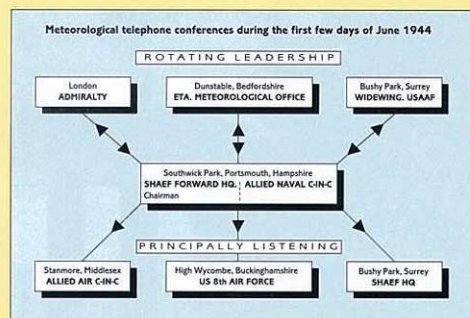 Meteorological telephone conferences during the first few days of June 1944
ROTATING LEADERSHIP
London
ADMIRALTY
Dunstable, Bedfordshire
ETA. METEOROLOGICAL OFFICE
Bushy Park, Surrey
WIDEWING. USAAF
Southwick Park, Portsmouth, Hampshire
SHAEF FORWARD HQ. ALLIED NAVAL C-IN-C
Chairman
PRINCIPALLY LISTENING
Stanmore, Middlesex
ALLIED AIR C-IN-C
High Wycombe, Buckinghamshire
US 8th AIR FORCE
Bushy Park, Surrey
SHAEF HQ